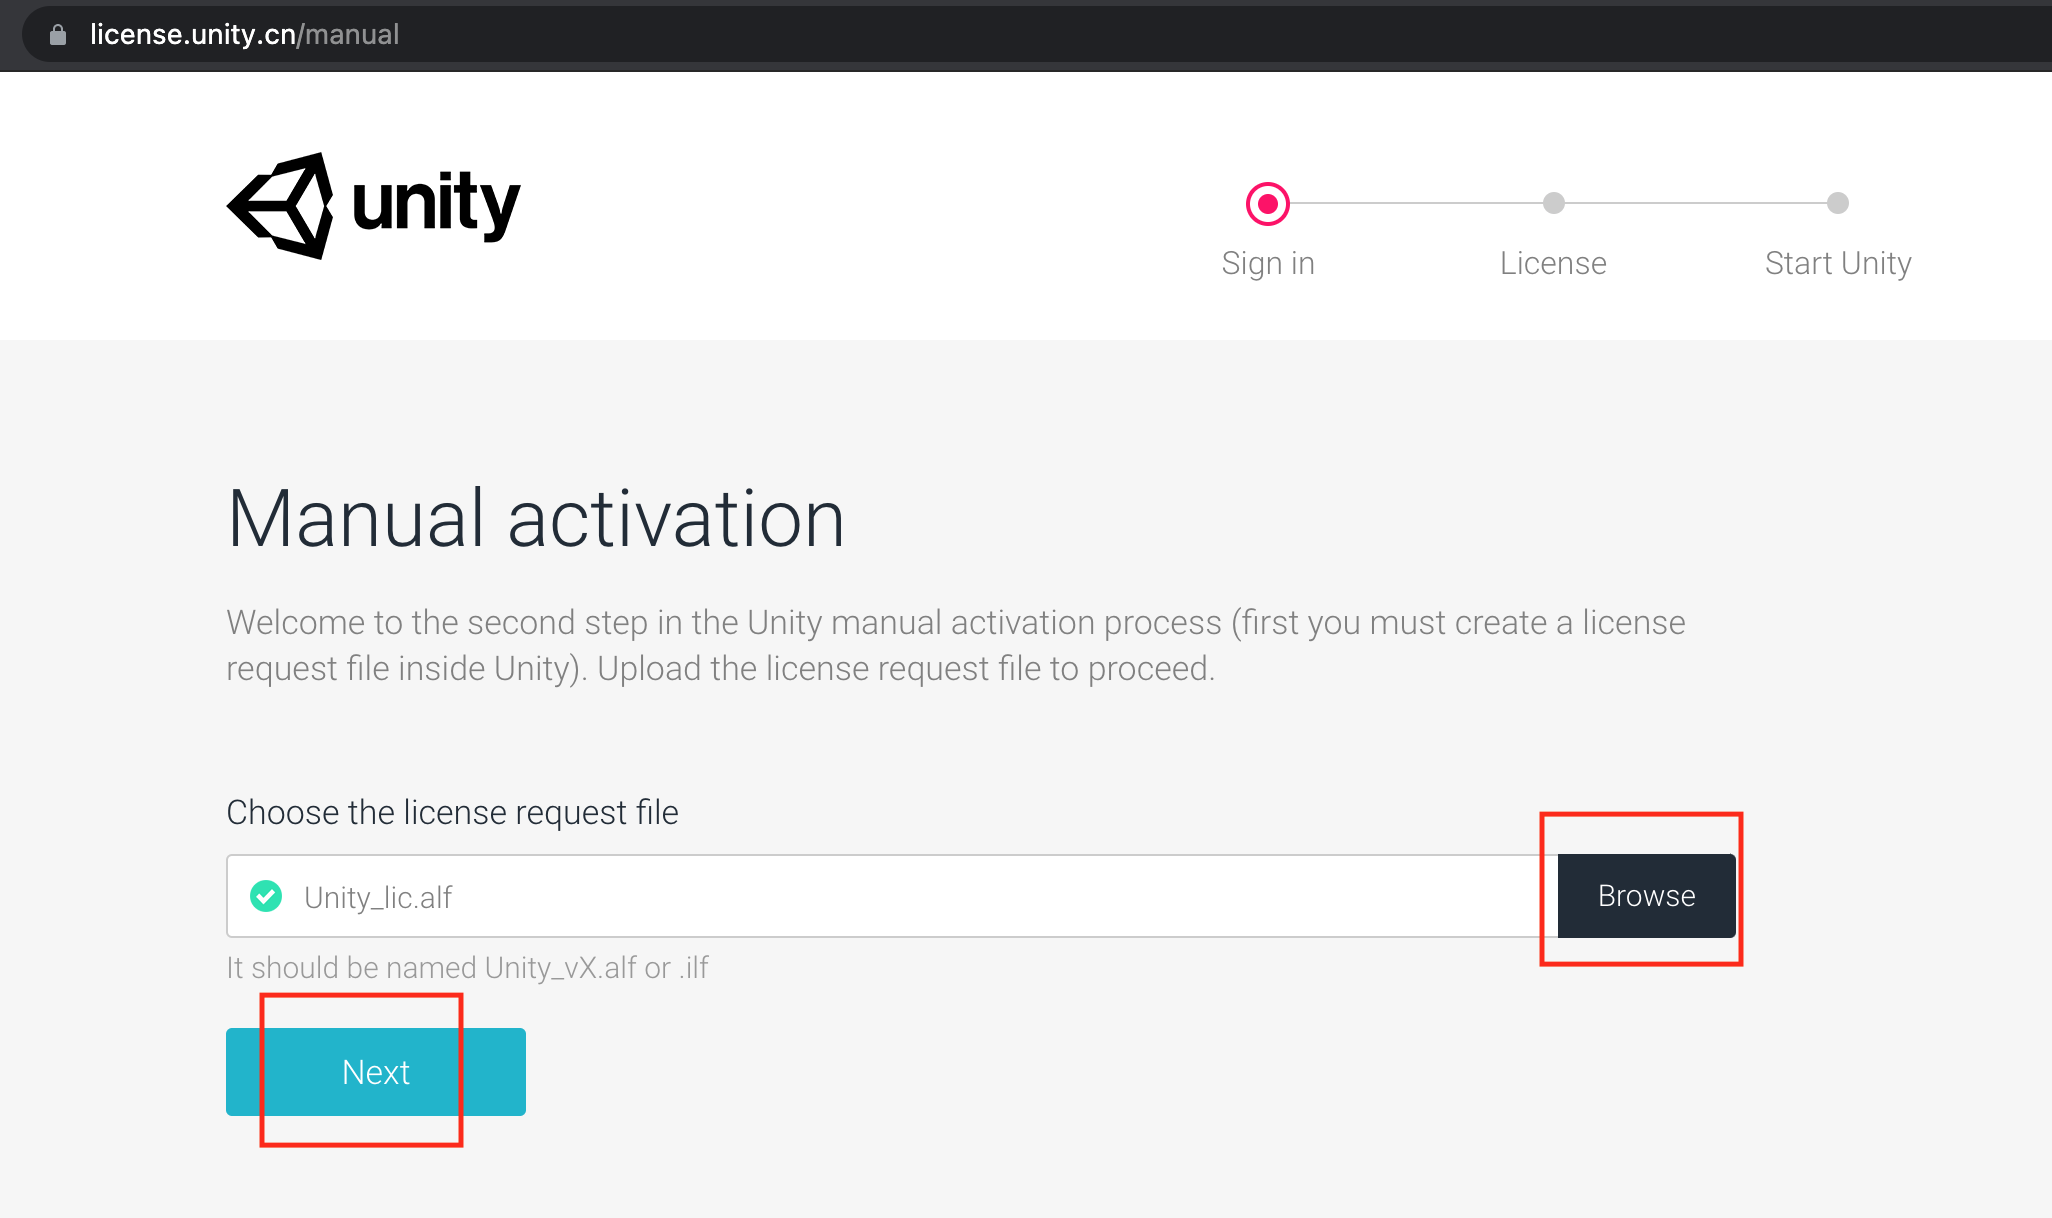 license.unity.cn/manual
unity
Sign in
License
Start Unity
Manual activation
Welcome to the second step in the Unity manual activation process (first you must create a license
request file inside Unity). Upload the license request file to proceed.
Choose the license request file
Unity_lic.alf
Browse
It should be named Unity_vX.alf or .ilf
Next